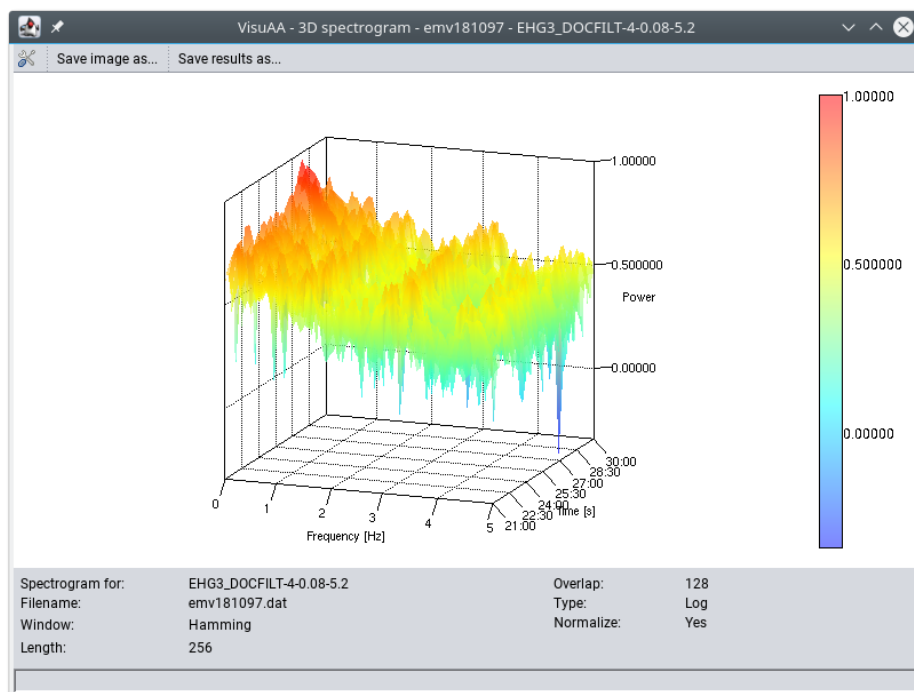 VisuAA - 3D spectrogram - emv181097 - EHG3_DOCFILT-4-0.08-5.2
Save image as... Save results as...
1.00000
0.500000
Power
0.00000
30:00
28:30
27:00
25:30
24:00
22:30
21:00
Time [s]
0 1 2 3 4 5
Frequency [Hz]
1.00000
0.500000
0.00000
Spectrogram for: EHG3_DOCFILT-4-0.08-5.2 Overlap: 128
Filename: emv181097.dat Type: Log
Window: Hamming Normalize: Yes
Length: 256